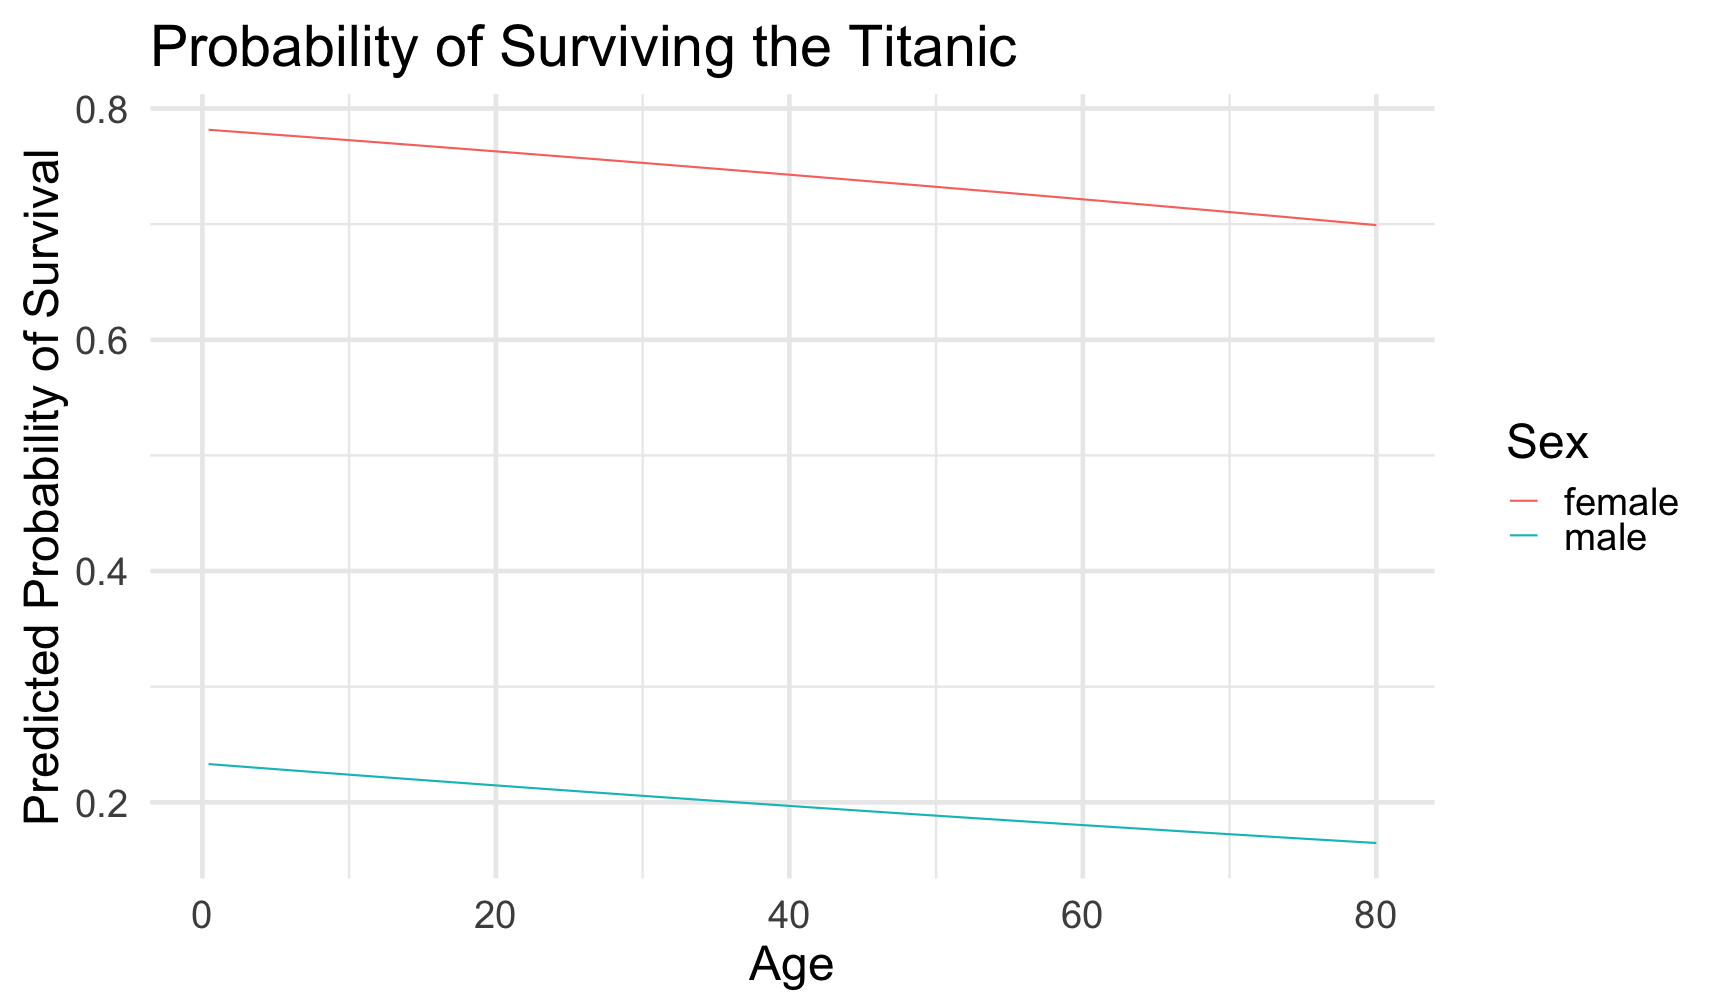 Probability of Surviving the Titanic
Predicted Probability of Survival
0.8
0.6
0.4
0.2
0 20 40 60 80
Age
Sex
female
male